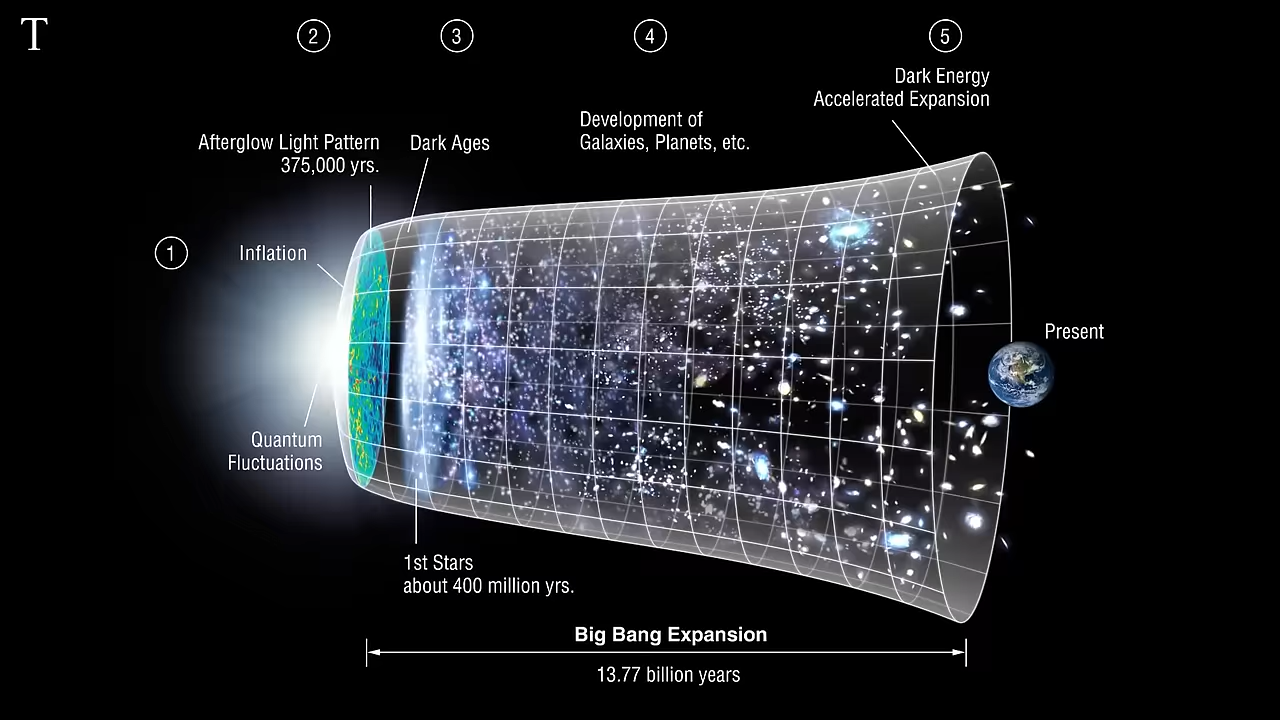 T
2
3
4
5
Dark Energy
Accelerated Expansion
Development of
Galaxies, Planets, etc.
Afterglow Light Pattern
375,000 yrs.
Dark Ages
1
Inflation
Present
Quantum
Fluctuations
1st Stars
about 400 million yrs.
Big Bang Expansion
13.77 billion years